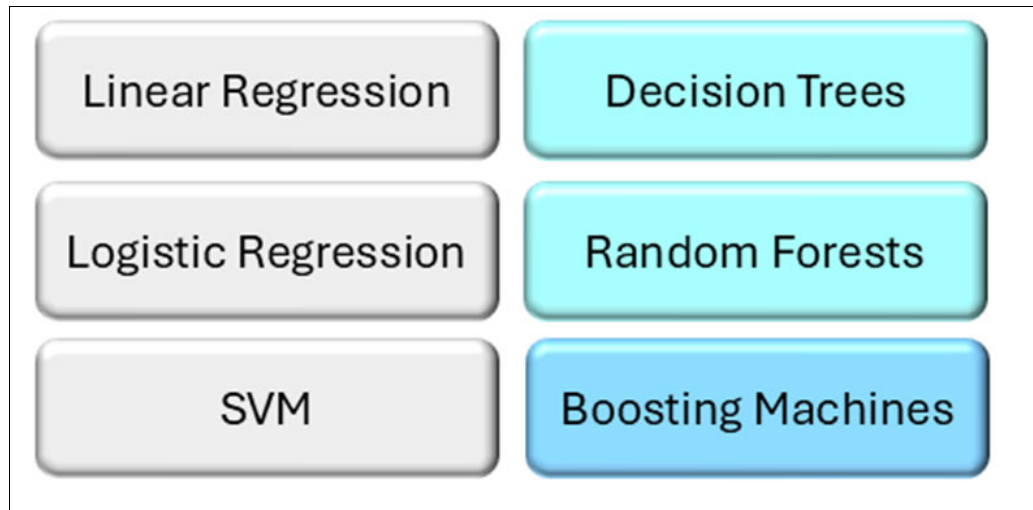 Linear Regression
Decision Trees
Logistic Regression
Random Forests
SVM
Boosting Machines